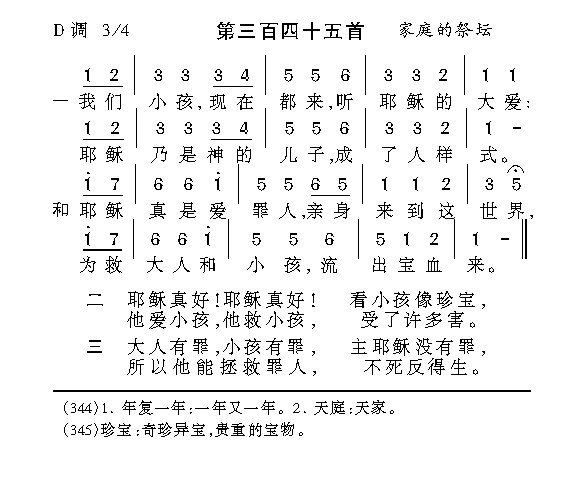 D调 3/4 第三百四十五首 家庭的祭坛
1 2 | 3 3 3 4 | 5 5 6 | 3 3 2 | 1 1
一我们 小孩,现在 都来,听 耶稣的 大爱;
1 2 | 3 3 3 4 | 5 5 6 | 3 3 2 | 1 -
耶稣 乃是神的 儿子,成 了人样 式。
i 7 | 6 6 i | 5 5 6 5 | 1 1 2 | 3 5
和耶稣 真是爱 罪人,亲身 来到这 世界,
i 7 | 6 6 i | 5 5 6 | 5 1 2 | 1 - ‖
为救 大人和 小孩,流 出宝血 来。
二 耶稣真好!耶稣真好! 看小孩像珍宝,
他爱小孩,他救小孩, 受了许多害。
三 大人有罪,小孩有罪, 主耶稣没有罪,
所以他能拯救罪人, 不死反得生。
(344)1. 年复一年:一年又一年。2. 天庭:天家。
(345)珍宝:奇珍异宝,贵重的宝物。